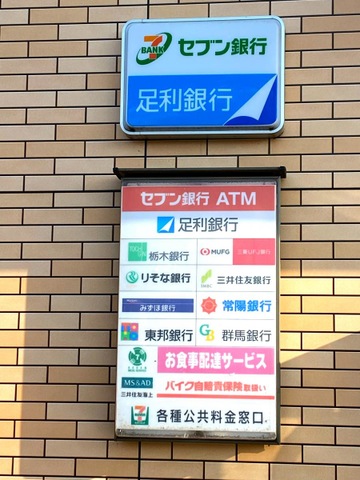 7
BANK
セブン銀行
足利銀行
セブン銀行 ATM
足利銀行
栃木銀行
MUFG 三菱UFJ銀行
りそな銀行
SMBC 三井住友銀行
みずほ銀行
常陽銀行
東邦銀行
GB 群馬銀行
お食事配達サービス
MS&AD
三井住友海上
バイク自賠責保険取扱い
各種公共料金窓口